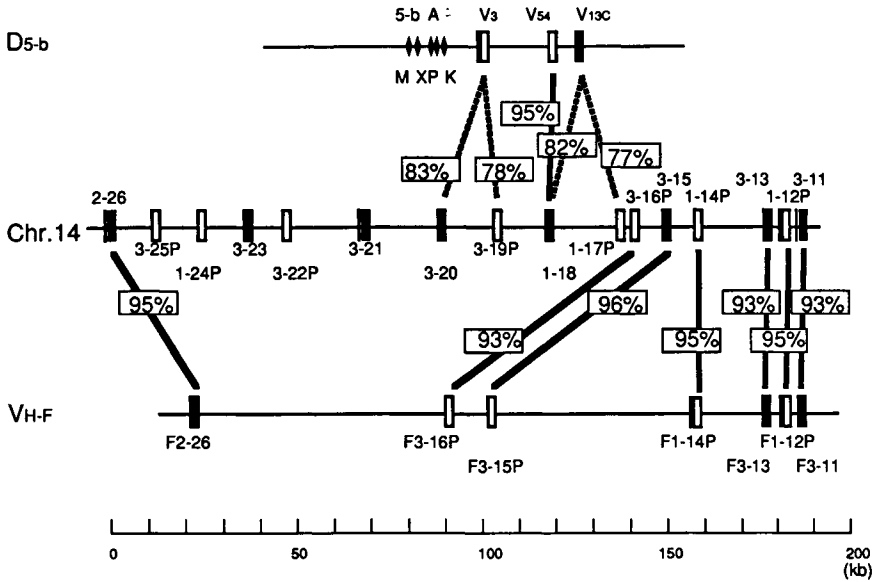 5-b A : V3 V54 V13C
D5-b
M XP K
95%
82%
83% 78% 77%
2-26 3-16P 3-15 1-14P 3-13 1-12P 3-11
Chr.14
3-25P 3-23 3-21 3-19P 1-17P
1-24P 3-22P 3-20 1-18
95% 96% 93% 93%
93% 95% 95%
VH-F
F2-26 F3-16P F1-14P F1-12P
F3-15P F3-13 F3-11
0 50 100 150 200
(kb)